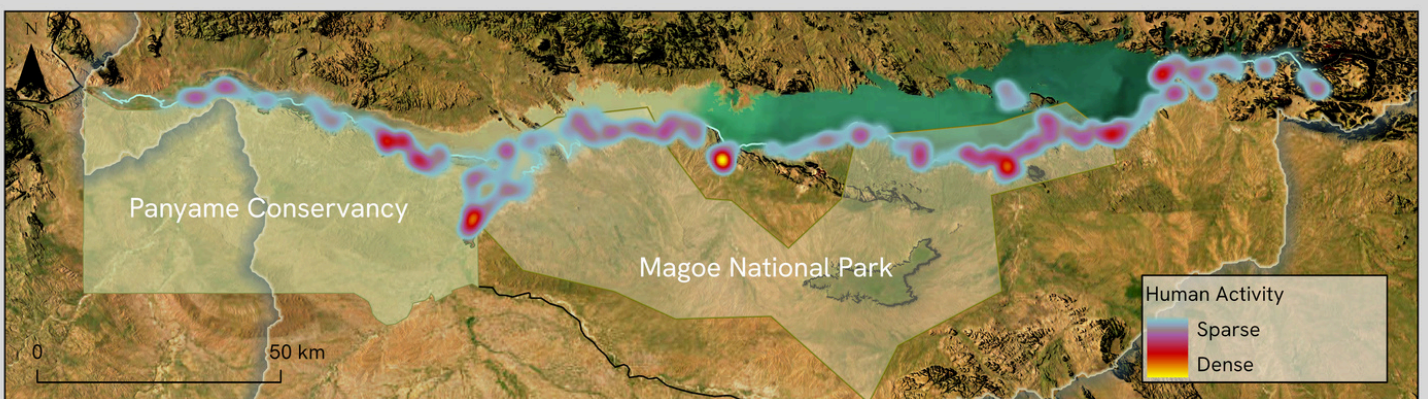 N
Panyame Conservancy
Magoe National Park
Human Activity
Sparse
Dense
0 50 km